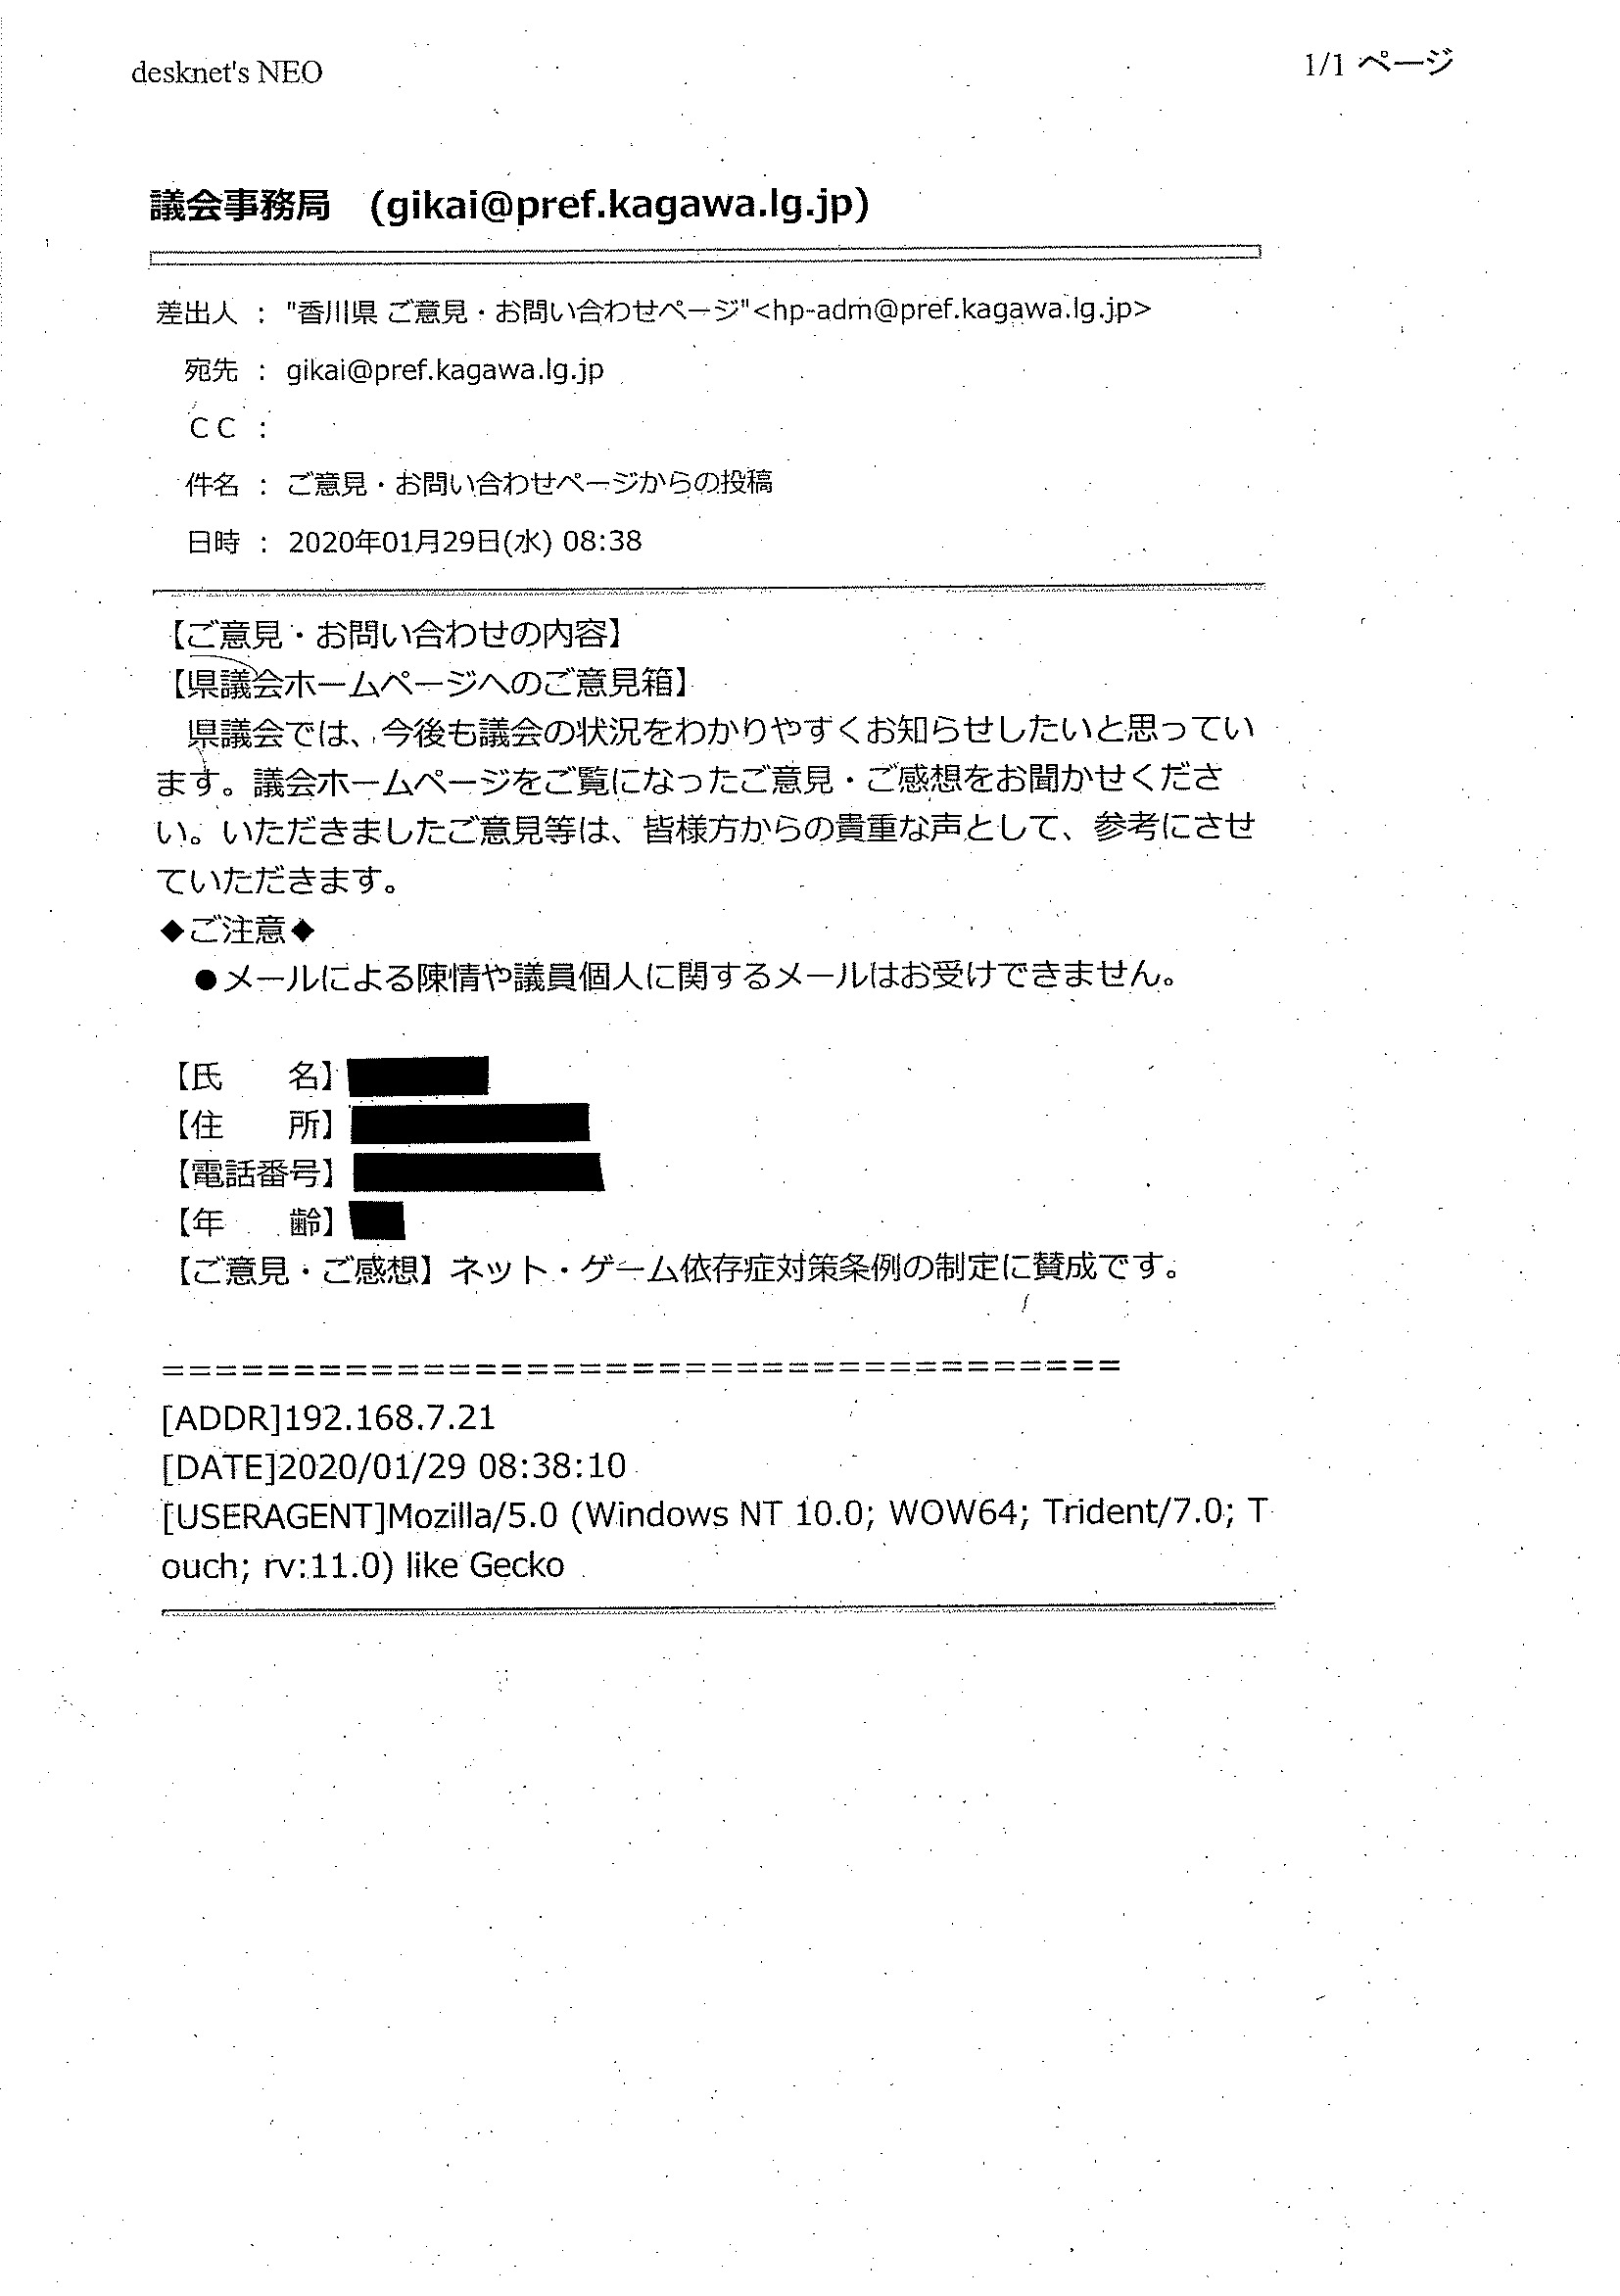 desknet's NEO
1/1 ページ
議会事務局　(gikai@pref.kagawa.lg.jp)
差出人 ： "香川県 ご意見・お問い合わせページ"<hp-adm@pref.kagawa.lg.jp>
宛先 ： gikai@pref.kagawa.lg.jp
ＣＣ ：
件名 ： ご意見・お問い合わせページからの投稿
日時 ： 2020年01月29日(水) 08:38
【ご意見・お問い合わせの内容】
【県議会ホームページへのご意見箱】
　県議会では、今後も議会の状況をわかりやすくお知らせしたいと思ってい
ます。議会ホームページをご覧になったご意見・ご感想をお聞かせくださ
い。いただきましたご意見等は、皆様方からの貴重な声として、参考にさせ
ていただきます。
◆ご注意◆
　●メールによる陳情や議員個人に関するメールはお受けできません。
【氏　　名】
【住　　所】
【電話番号】
【年　　齢】
【ご意見・ご感想】ネット・ゲーム依存症対策条例の制定に賛成です。
=====================================
[ADDR]192.168.7.21
[DATE]2020/01/29 08:38:10
[USERAGENT]Mozilla/5.0 (Windows NT 10.0; WOW64; Trident/7.0; T
ouch; rv:11.0) like Gecko